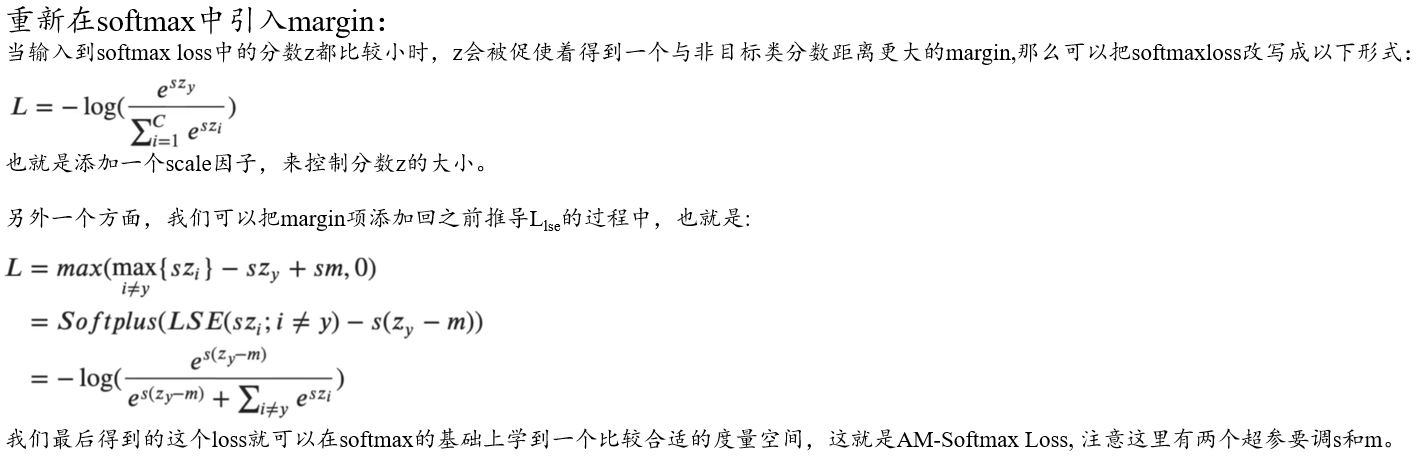 重新在softmax中引入margin：
当输入到softmax loss中的分数z都比较小时，z会被促使着得到一个与非目标类分数距离更大的margin,那么可以把softmaxloss改写成以下形式：
L = − log(\frac{e^{sz_y}}{\sum_{i=1}^{C} e^{sz_i}})
也就是添加一个scale因子，来控制分数z的大小。
另外一个方面，我们可以把margin项添加回之前推导L_{lse}的过程中，也就是:
L = max(\max_{i≠y}\{sz_i\} − sz_y + sm, 0)
= Softplus(LSE(sz_i; i ≠ y) − s(z_y − m))
= − log(\frac{e^{s(z_y−m)}}{e^{s(z_y−m)} + \sum_{i≠y} e^{sz_i}})
我们最后得到的这个loss就可以在softmax的基础上学到一个比较合适的度量空间，这就是AM-Softmax Loss, 注意这里有两个超参要调s和m。